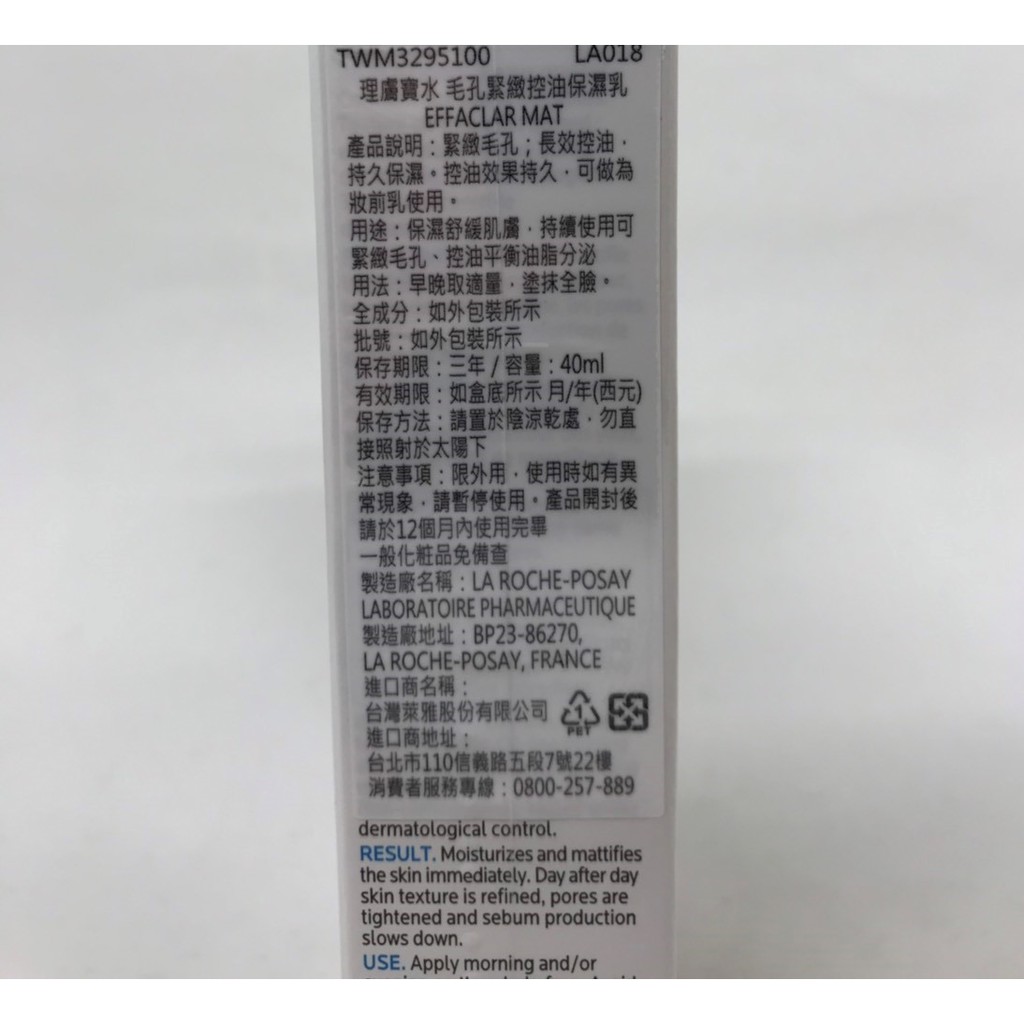 TWM3295100 LA018
理膚寶水 毛孔緊緻控油保濕乳
EFFACLAR MAT
產品說明：緊緻毛孔；長效控油，
持久保濕。控油效果持久，可做為
妝前乳使用。
用途：保濕舒緩肌膚，持續使用可
緊緻毛孔、控油平衡油脂分泌
用法：早晚取適量，塗抹全臉。
全成分：如外包裝所示
批號：如外包裝所示
保存期限：三年 / 容量：40ml
有效期限：如盒底所示 月/年(西元)
保存方法：請置於陰涼乾處，勿直
接照射於太陽下
注意事項：限外用，使用時如有異
常現象，請暫停使用。產品開封後
請於12個月內使用完畢
一般化粧品免備查
製造廠名稱：LA ROCHE-POSAY
LABORATOIRE PHARMACEUTIQUE
製造廠地址：BP23-86270,
LA ROCHE-POSAY, FRANCE
進口商名稱：
台灣萊雅股份有限公司
1
PET
進口商地址：
台北市110信義路五段7號22樓
消費者服務專線：0800-257-889
dermatological control.
RESULT. Moisturizes and mattifies
the skin immediately. Day after day
skin texture is refined, pores are
tightened and sebum production
slows down.
USE. Apply morning and/or